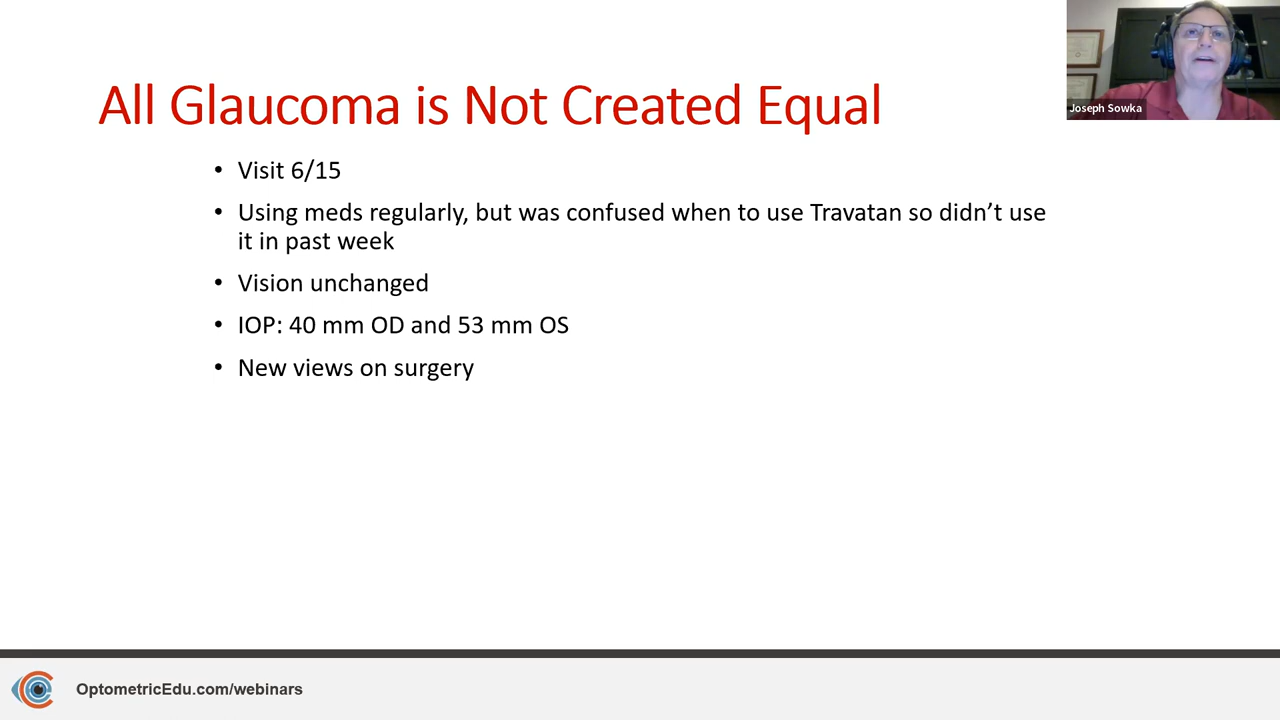 All Glaucoma is Not Created Equal
Joseph Sowka
• Visit 6/15
• Using meds regularly, but was confused when to use Travatan so didn’t use
it in past week
• Vision unchanged
• IOP: 40 mm OD and 53 mm OS
• New views on surgery
OptometricEdu.com/webinars